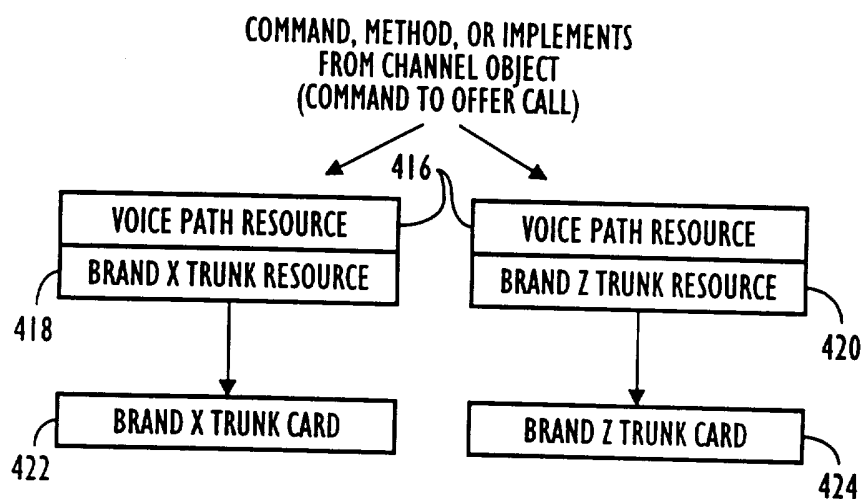 COMMAND, METHOD, OR IMPLEMENTS
FROM CHANNEL OBJECT
(COMMAND TO OFFER CALL)
416
VOICE PATH RESOURCE
BRAND X TRUNK RESOURCE
418
VOICE PATH RESOURCE
BRAND Z TRUNK RESOURCE
420
BRAND X TRUNK CARD
422
BRAND Z TRUNK CARD
424